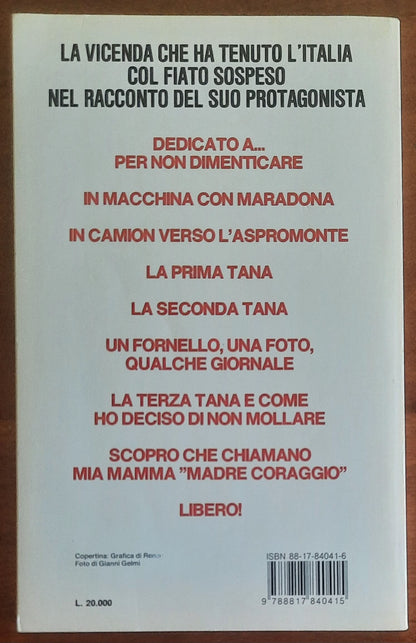 LA VICENDA CHE HA TENUTO L'ITALIA
COL FIATO SOSPESO
NEL RACCONTO DEL SUO PROTAGONISTA
DEDICATO A...
PER NON DIMENTICARE
IN MACCHINA CON MARADONA
IN CAMION VERSO L'ASPROMONTE
LA PRIMA TANA
LA SECONDA TANA
UN FORNELLO, UNA FOTO,
QUALCHE GIORNALE
LA TERZA TANA E COME
HO DECISO DI NON MOLLARE
SCOPRO CHE CHIAMANO
MIA MAMMA "MADRE CORAGGIO"
LIBERO!
Copertina: Grafica di
Foto di Gianni Gelmi
ISBN 88-17-84041-6
9 788817 840415
L. 20.000